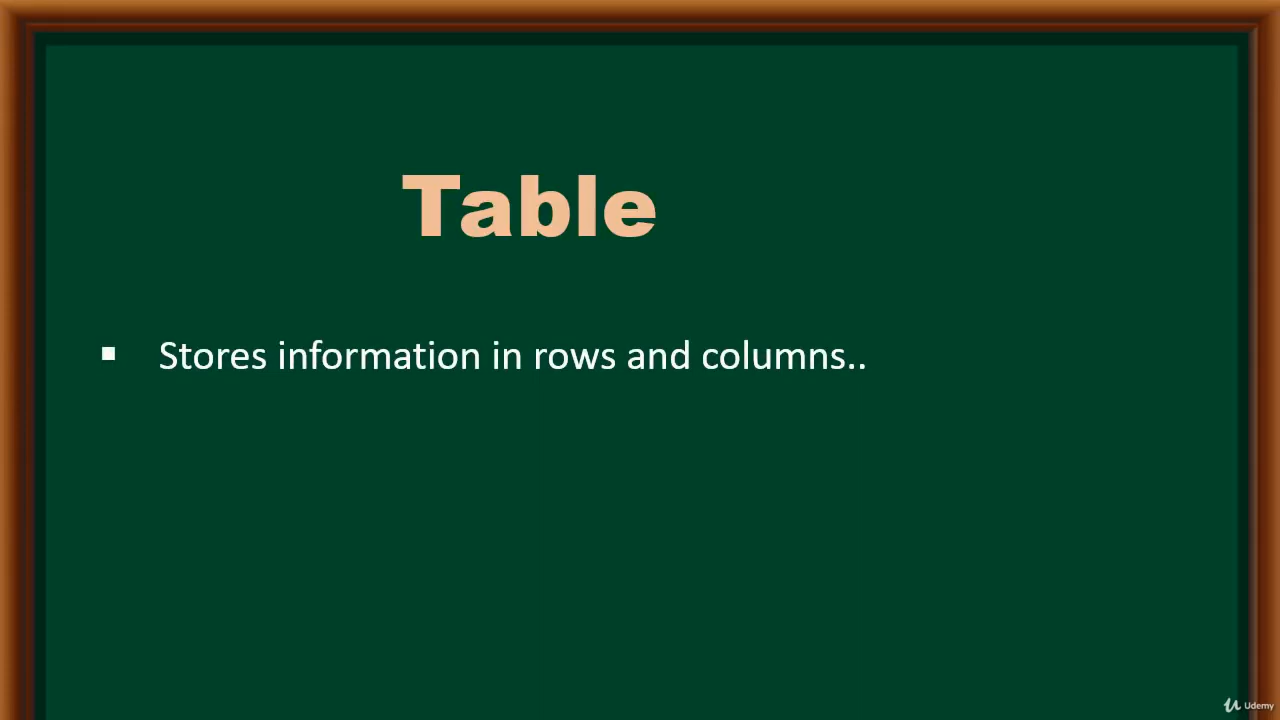 Table
▪ Stores information in rows and columns..
Udemy